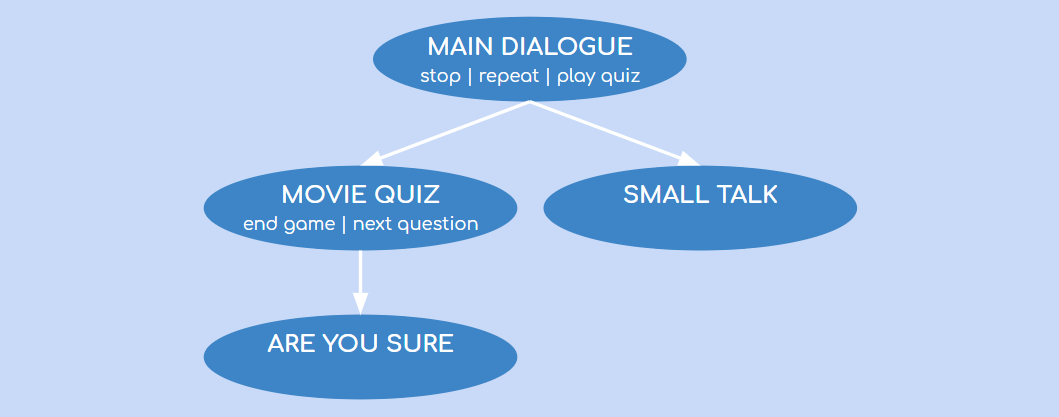 MAIN DIALOGUE
stop | repeat | play quiz
MOVIE QUIZ
end game | next question
SMALL TALK
ARE YOU SURE